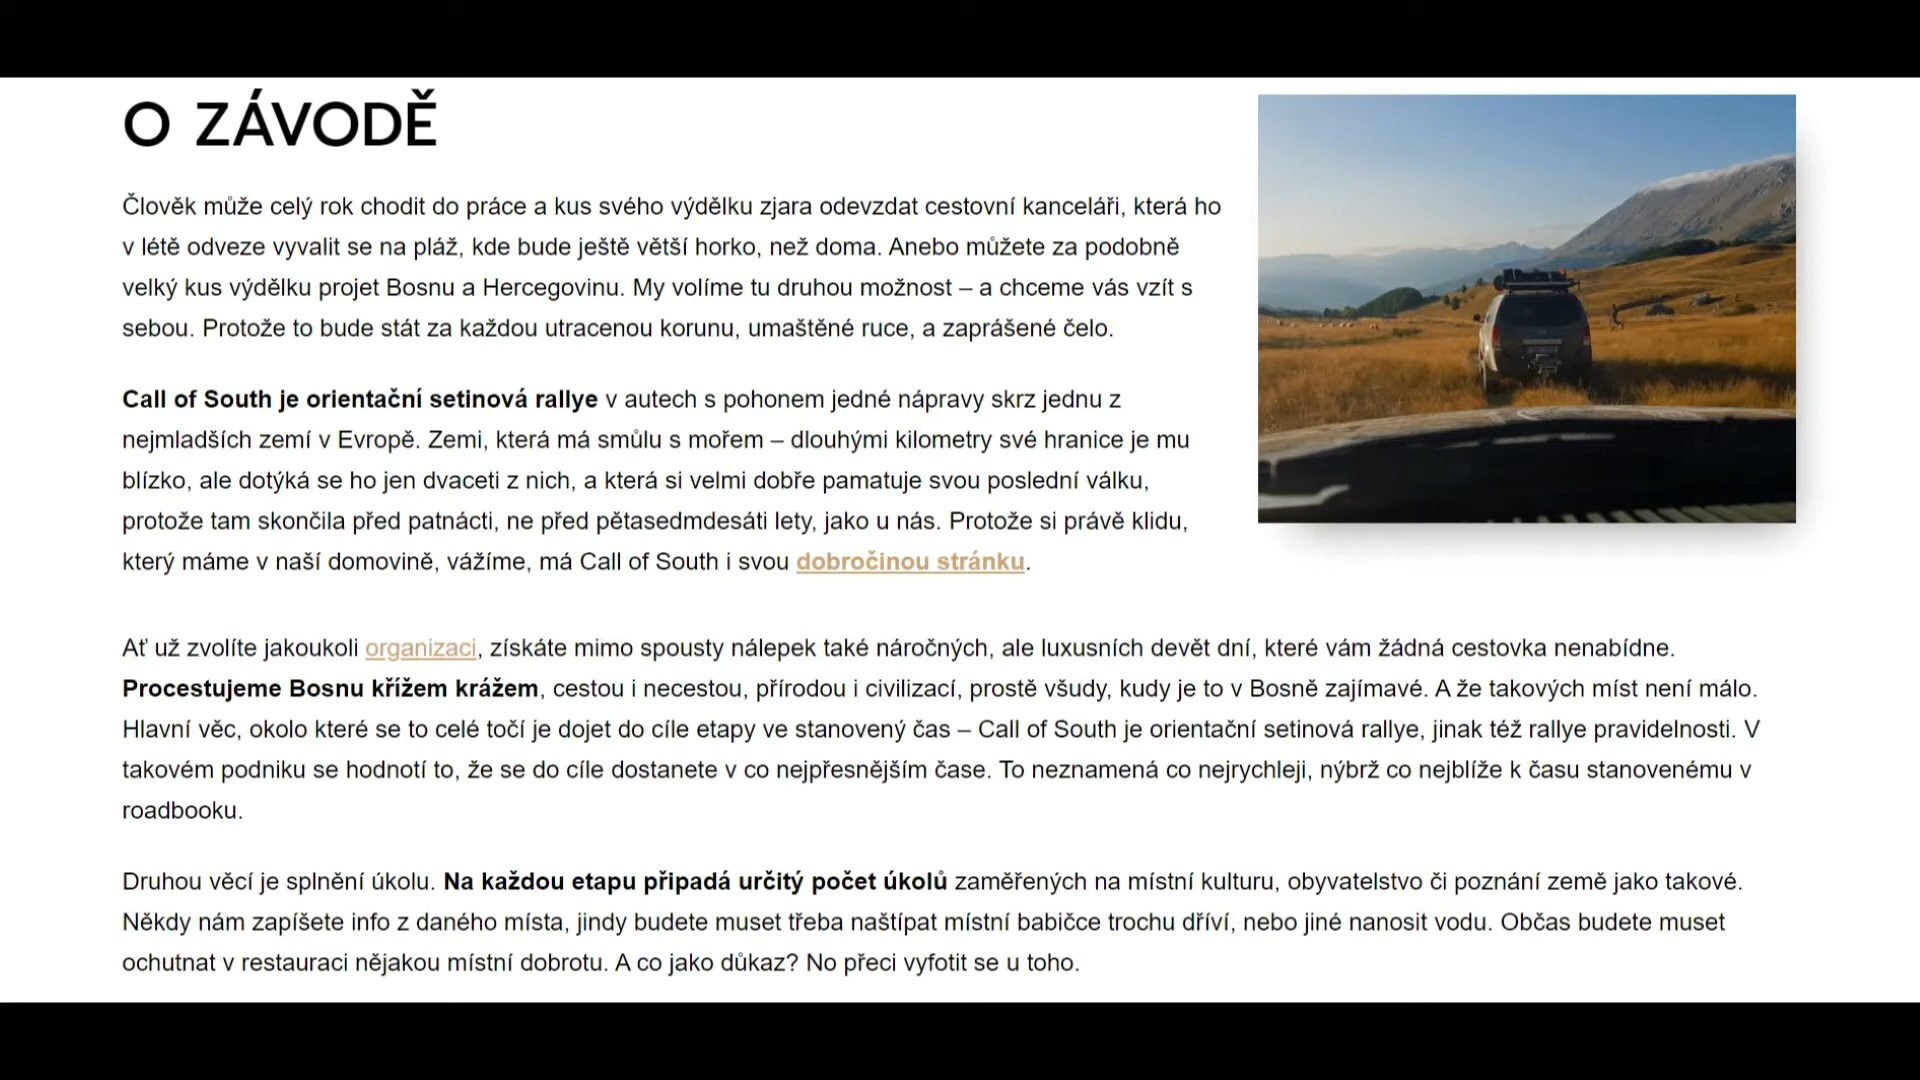 O ZÁVODĚ
Člověk může celý rok chodit do práce a kus svého výdělku zjara odevzdat cestovní kanceláři, která ho
v létě odveze vyvalit se na pláž, kde bude ještě větší horko, než doma. Anebo můžete za podobně
velký kus výdělku projet Bosnu a Hercegovinu. My volíme tu druhou možnost – a chceme vás vzít s
sebou. Protože to bude stát za každou utracenou korunu, umaštěné ruce, a zaprášené čelo.
Call of South je orientační setinová rallye v autech s pohonem jedné nápravy skrz jednu z
nejmladších zemí v Evropě. Zemi, která má smůlu s mořem – dlouhými kilometry své hranice je mu
blízko, ale dotýká se ho jen dvaceti z nich, a která si velmi dobře pamatuje svou poslední válku,
protože tam skončila před patnácti, ne před pětasedmdesáti lety, jako u nás. Protože si právě klidu,
který máme v naší domovině, vážíme, má Call of South i svou dobročinou stránku.
Ať už zvolíte jakoukoli organizaci, získáte mimo spousty nálepek také náročných, ale luxusních devět dní, které vám žádná cestovka nenabídne.
Procestujeme Bosnu křížem krážem, cestou i necestou, přírodou i civilizací, prostě všudy, kudy je to v Bosně zajímavé. A že takových míst není málo.
Hlavní věc, okolo které se to celé točí je dojet do cíle etapy ve stanovený čas – Call of South je orientační setinová rallye, jinak též rallye pravidelnosti. V
takovém podniku se hodnotí to, že se do cíle dostanete v co nejpřesnějším čase. To neznamená co nejrychleji, nýbrž co nejblíže k času stanovenému v
roadbooku.
Druhou věcí je splnění úkolu. Na každou etapu připadá určitý počet úkolů zaměřených na místní kulturu, obyvatelstvo či poznání země jako takové.
Někdy nám zapíšete info z daného místa, jindy budete muset třeba naštípat místní babičce trochu dříví, nebo jiné nanosit vodu. Občas budete muset
ochutnat v restauraci nějakou místní dobrotu. A co jako důkaz? No přeci vyfotit se u toho.